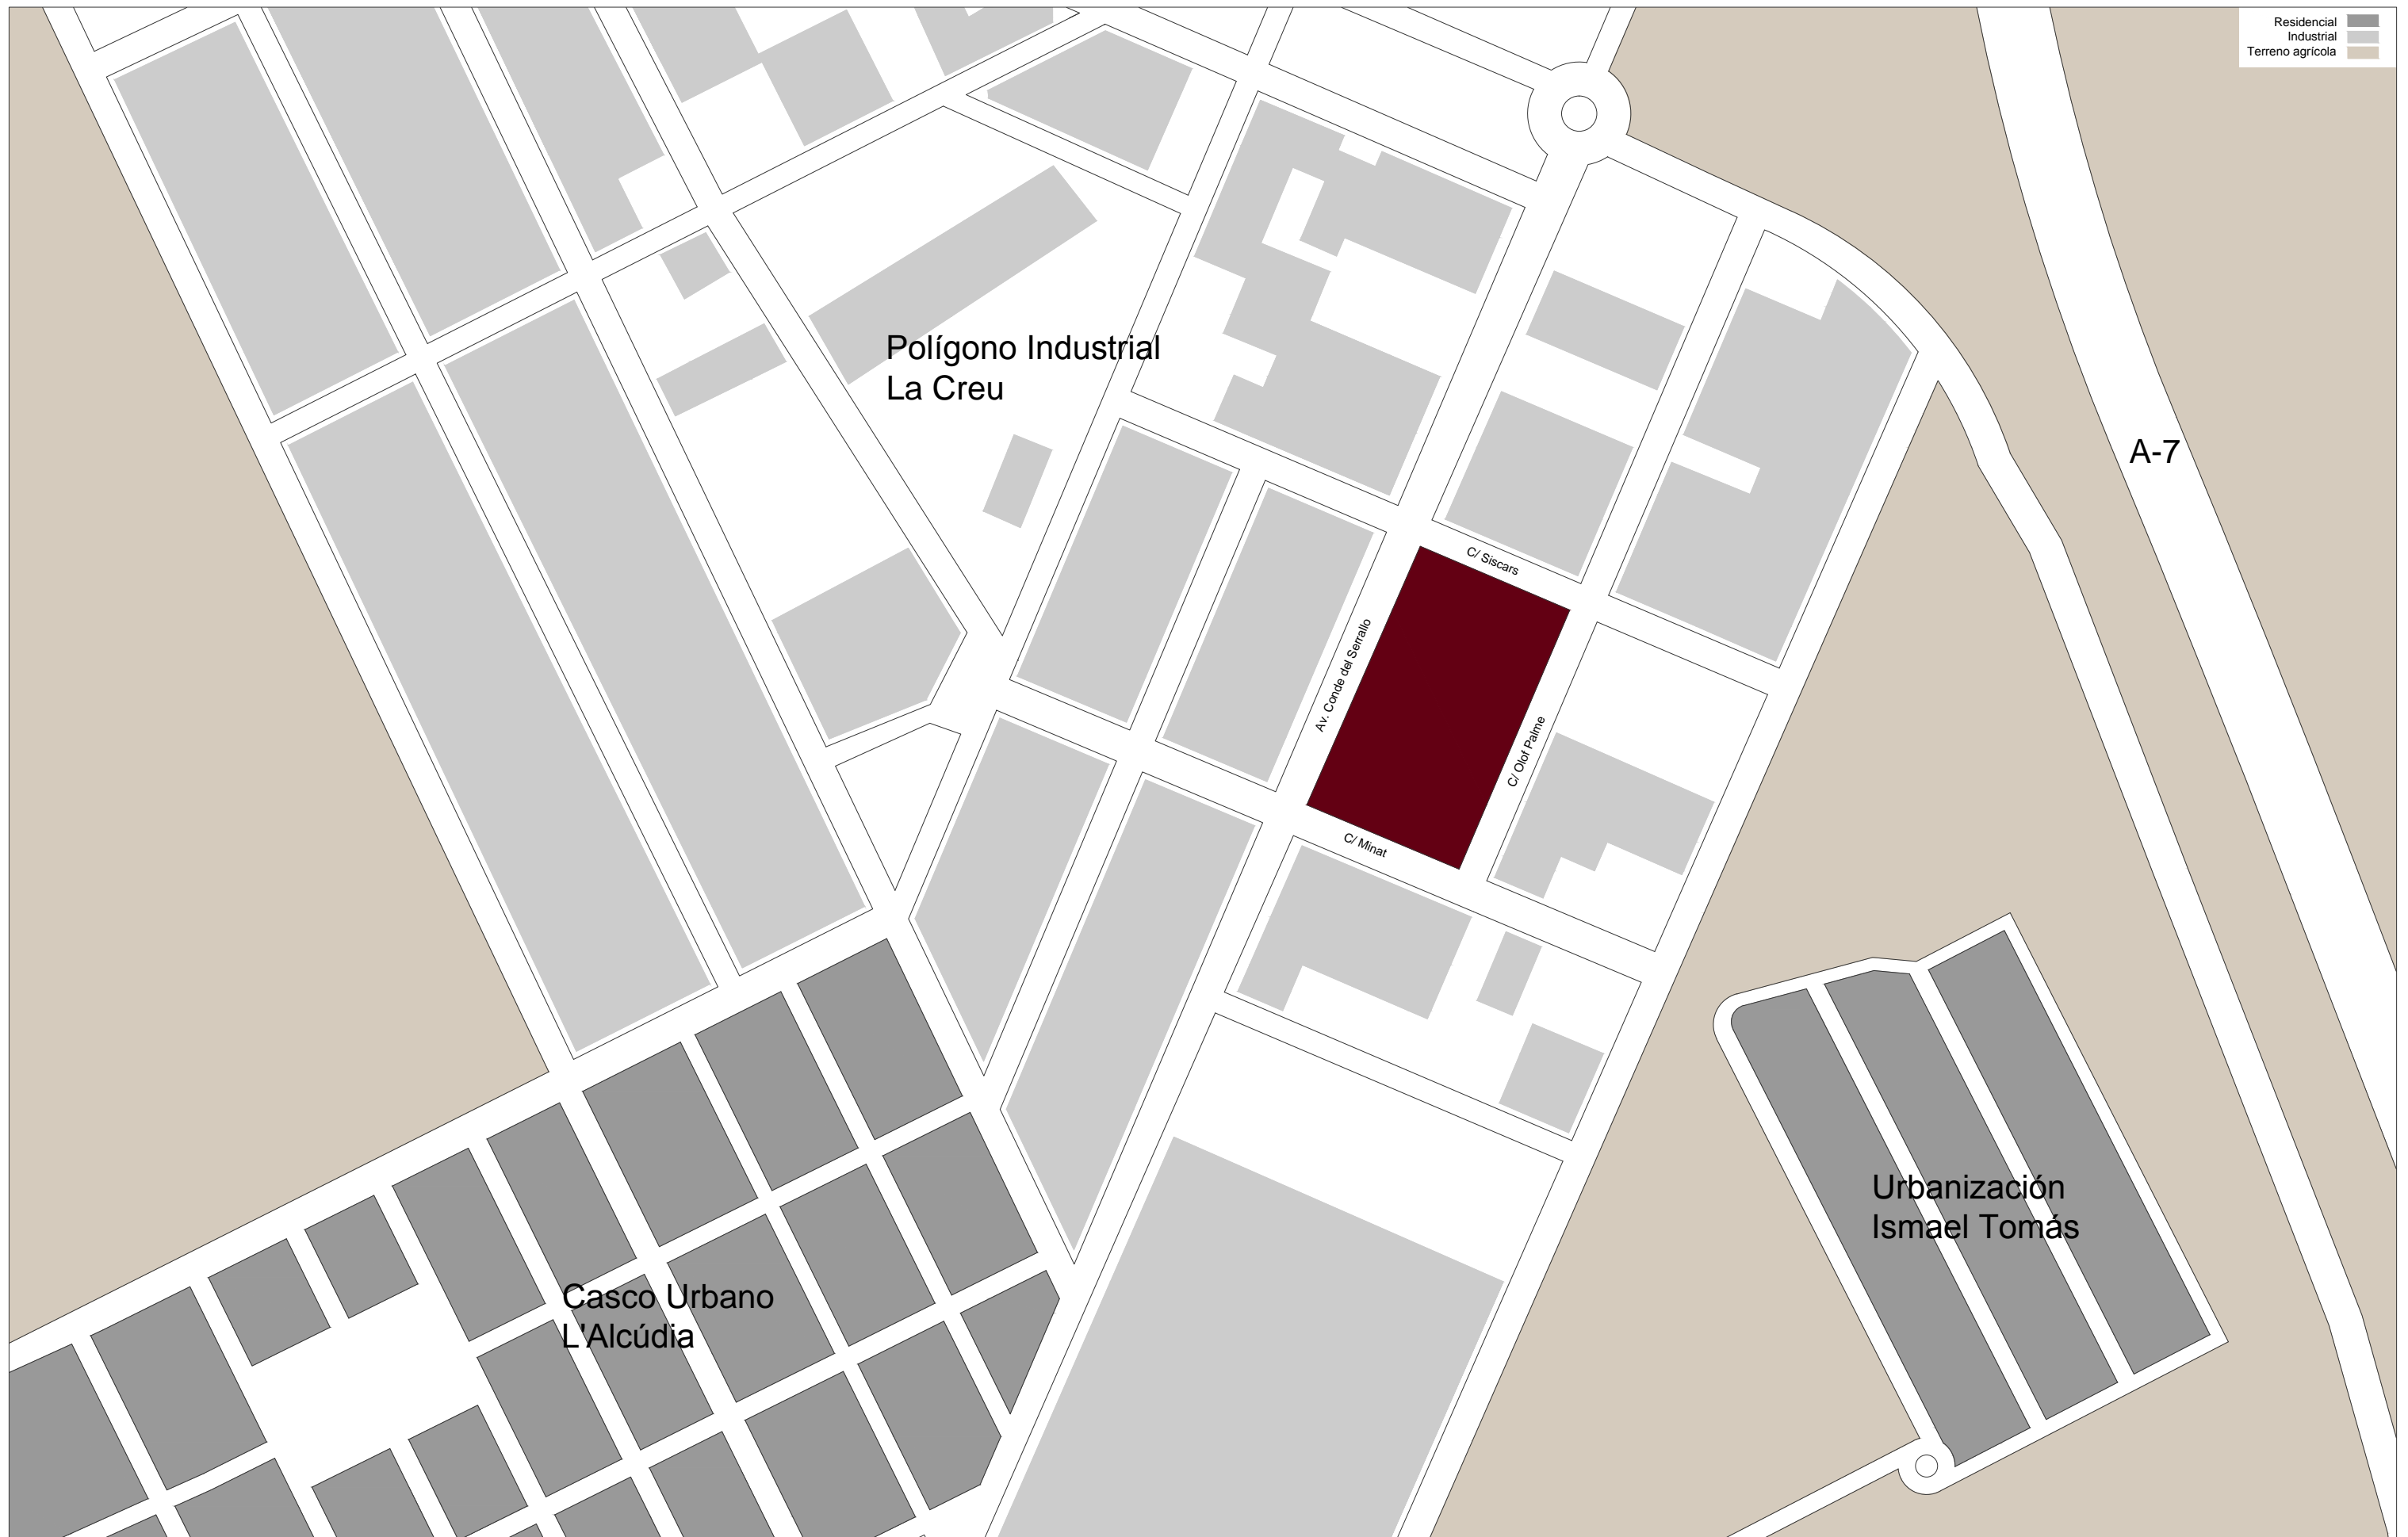 Residencial
Industrial
Terreno agrícola
Polígono Industrial
La Creu
A-7
C/ Siscars
Av. Conde del Serrallo
C/ Olof Palme
C/ Minat
Urbanización
Ismael Tomás
Casco Urbano
L'Alcúdia